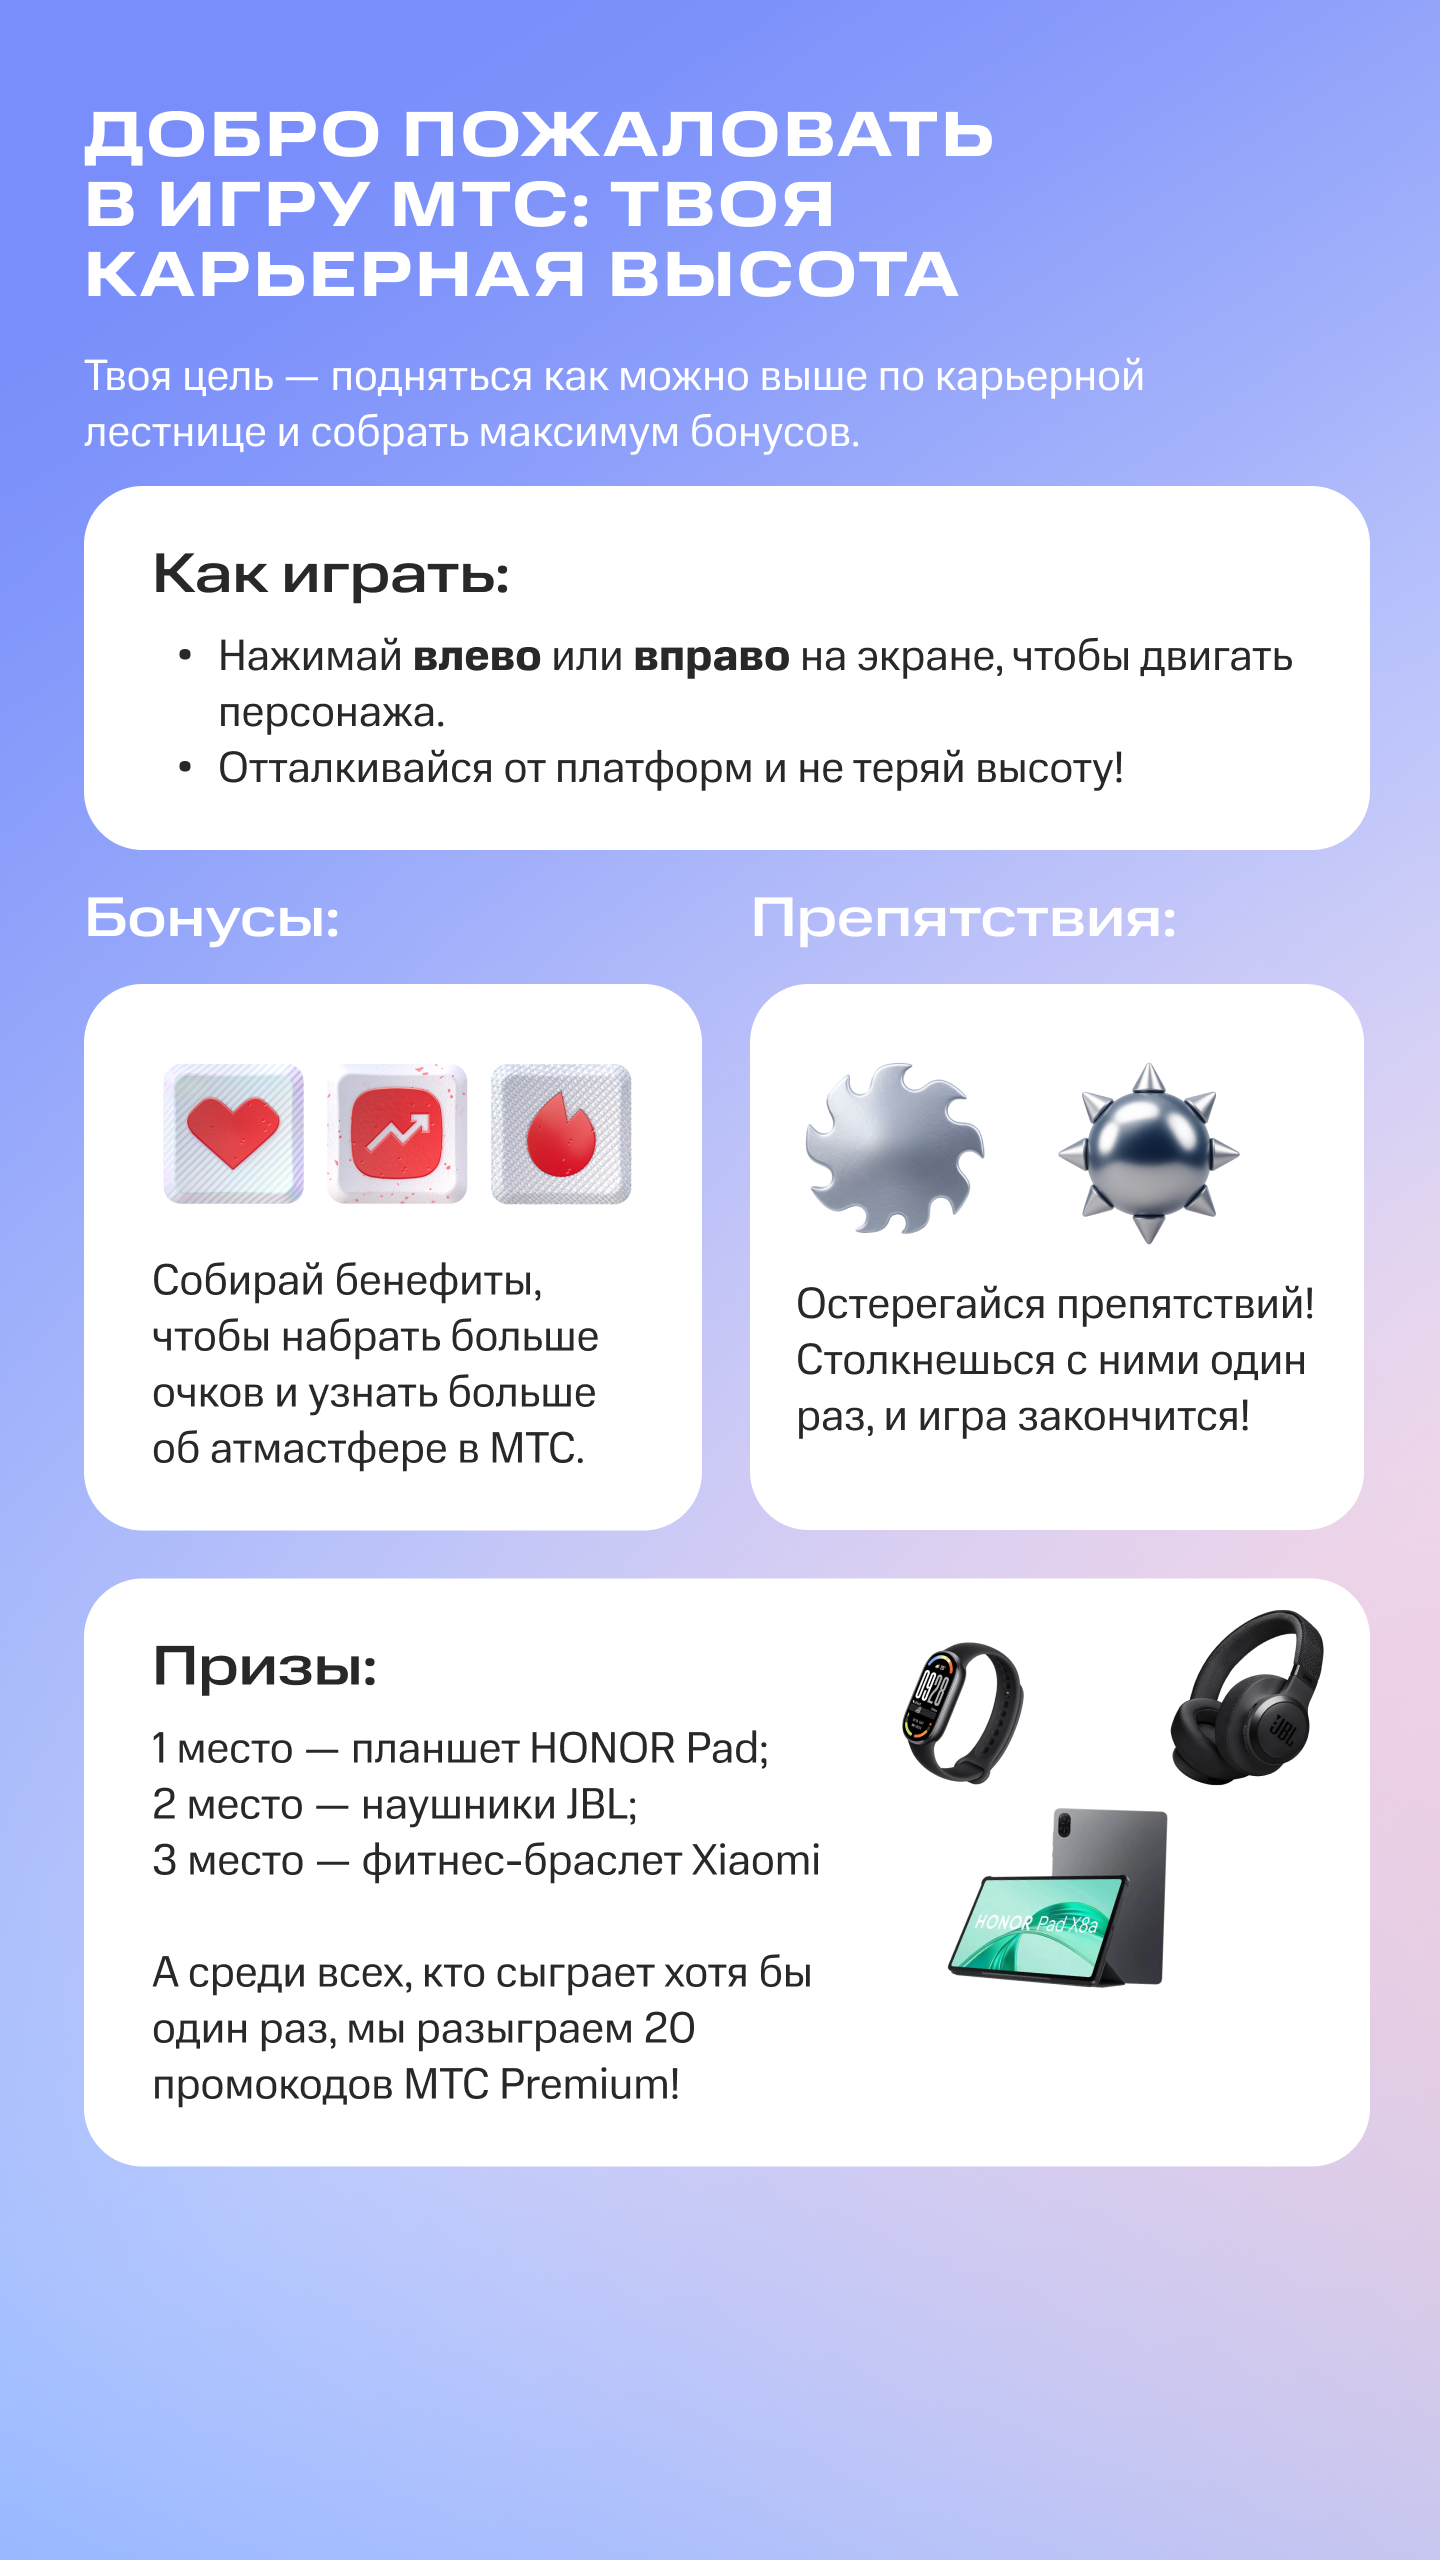 ДОБРО ПОЖАЛОВАТЬ
В ИГРУ МТС: ТВОЯ
КАРЬЕРНАЯ ВЫСОТА
Твоя цель — подняться как можно выше по карьерной
лестнице и собрать максимум бонусов.
Как играть:
• Нажимай влево или вправо на экране, чтобы двигать
персонажа.
• Отталкивайся от платформ и не теряй высоту!
Бонусы:
Собирай бенефиты,
чтобы набрать больше
очков и узнать больше
об атмастфере в МТС.
Препятствия:
Остерегайся препятствий!
Столкнешься с ними один
раз, и игра закончится!
Призы:
1 место — планшет HONOR Pad;
2 место — наушники JBL;
3 место — фитнес-браслет Xiaomi
А среди всех, кто сыграет хотя бы
один раз, мы разыграем 20
промокодов МТС Premium!
0928
JBL
HONOR Pad X8a